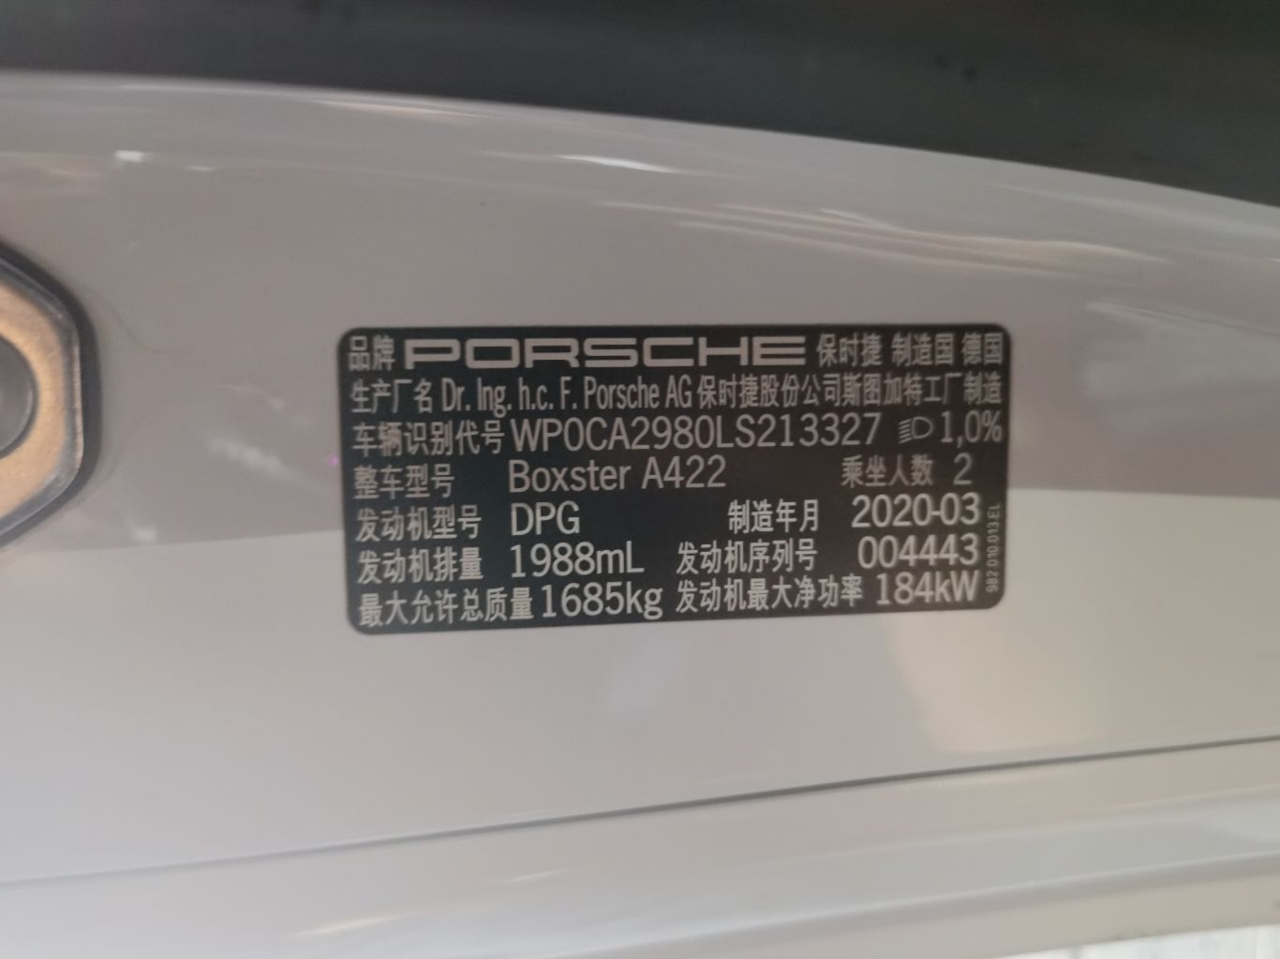 品牌 PORSCHE 保时捷 制造国 德国
生产厂名 Dr. Ing. h.c. F. Porsche AG 保时捷股份公司斯图加特工厂制造
车辆识别代号 WP0CA2980LS213327 1,0%
整车型号 Boxster A422 乘坐人数 2
发动机型号 DPG 制造年月 2020-03
发动机排量 1988mL 发动机序列号 004443
最大允许总质量 1685kg 发动机最大净功率 184kW
982.010.013.EL